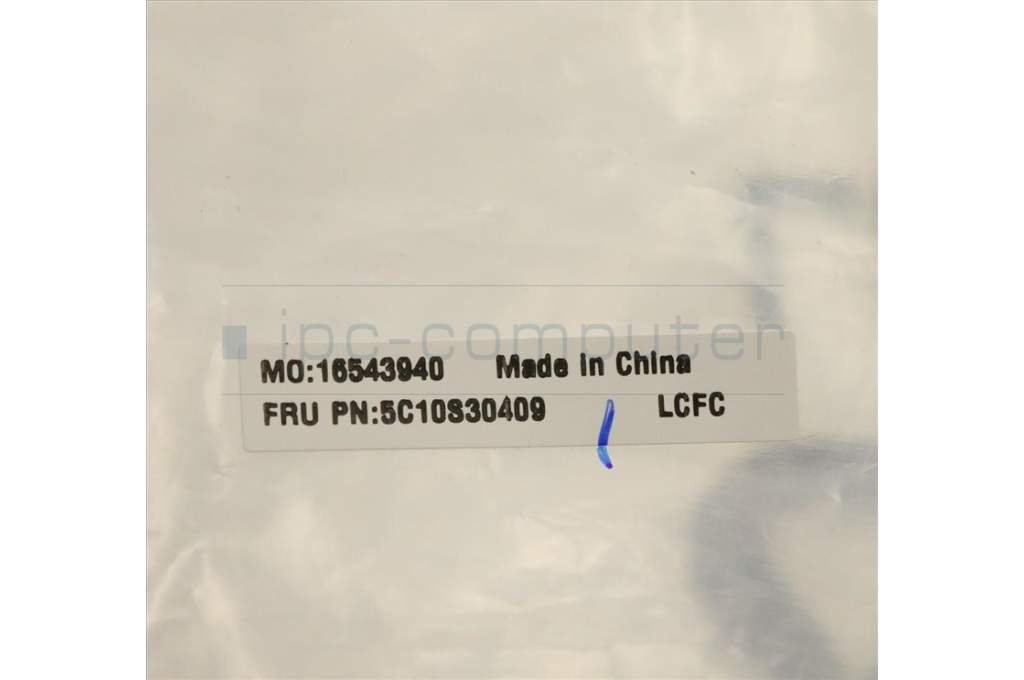 ipc-computer
MO:16543940 Made in China
FRU PN:5C10S30409 LCFC